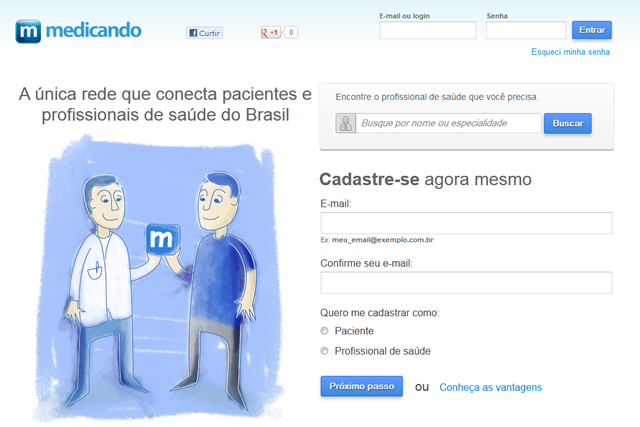 m medicando
Curtir
g +1 0
E-mail ou login
Senha
Entrar
Esqueci minha senha
A única rede que conecta pacientes e
profissionais de saúde do Brasil
m
Encontre o profissional de saúde que você precisa.
Busque por nome ou especialidade
Buscar
Cadastre-se agora mesmo
E-mail:
Ex: meu_email@exemplo.com.br
Confirme seu e-mail:
Quero me cadastrar como:
Paciente
Profissional de saúde
Próximo passo ou Conheça as vantagens